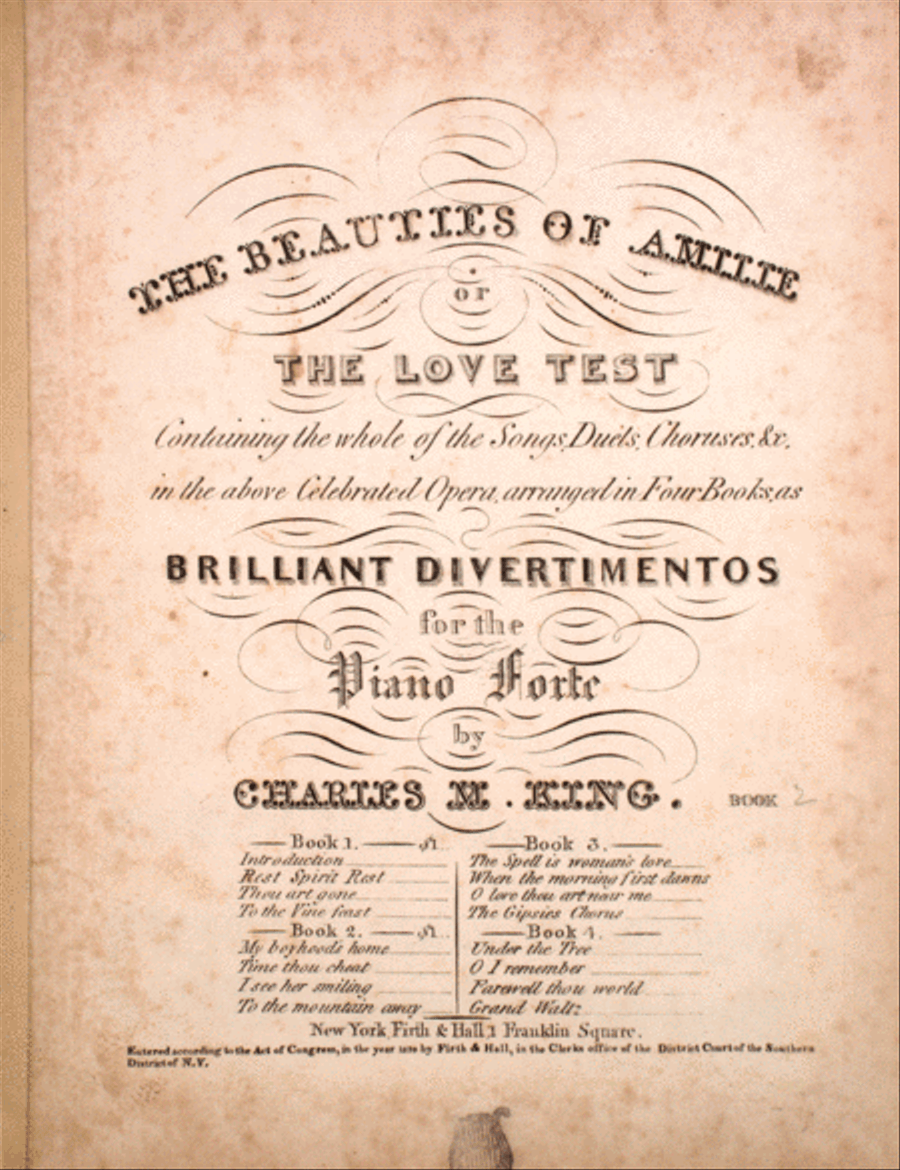 THE BEAUTIES OF AMILIE
or
THE LOVE TEST
Containing the whole of the Songs, Duets, Choruses, &c.
in the above Celebrated Opera, arranged in Four Books, as
BRILLIANT DIVERTIMENTOS
for the
Piano Forte
by
CHARLES M. KING.
BOOK 2
Book 1. $1
Introduction
Rest Spirit Rest
Thou art gone
To the Vine feast
Book 2. $1
My boyhoods home
Time thou cheat
I see her smiling
To the mountain away
Book 3.
The Spell is woman's love
When the morning first dawns
O love thou art near me
The Gipsies Chorus
Book 4.
Under the Tree
O I remember
Farewell thou world
Grand Waltz
New York, Firth & Hall, 1 Franklin Square.
Entered according to the Act of Congress, in the year by Firth & Hall, in the Clerks office of the District Court of the Southern
District of N.Y.